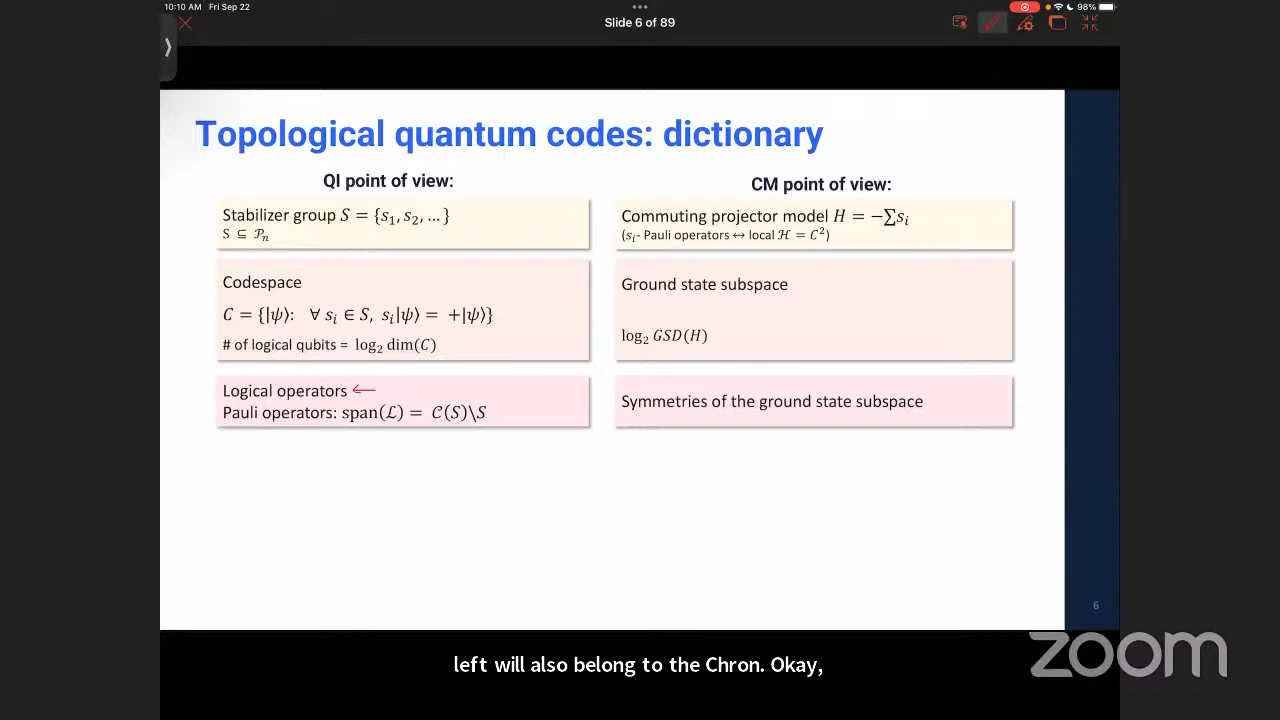 10:10 AM Fri Sep 22
98%
Slide 6 of 89
Topological quantum codes: dictionary
QI point of view:
CM point of view:
Stabilizer group S = {s₁, s₂, … }
S ⊆ 𝒫ₙ
Commuting projector model H = −∑sᵢ
(sᵢ- Pauli operators ↔ local ℋ = C²)
Codespace
C = {|ψ⟩: ∀ sᵢ ∈ S, sᵢ|ψ⟩ = +|ψ⟩}
# of logical qubits = log₂ dim(C)
Ground state subspace
log₂ GSD(H)
Logical operators ←
Pauli operators: span(ℒ) = 𝒞(S)\S
Symmetries of the ground state subspace
6
left will also belong to the Chron. Okay,
zoom